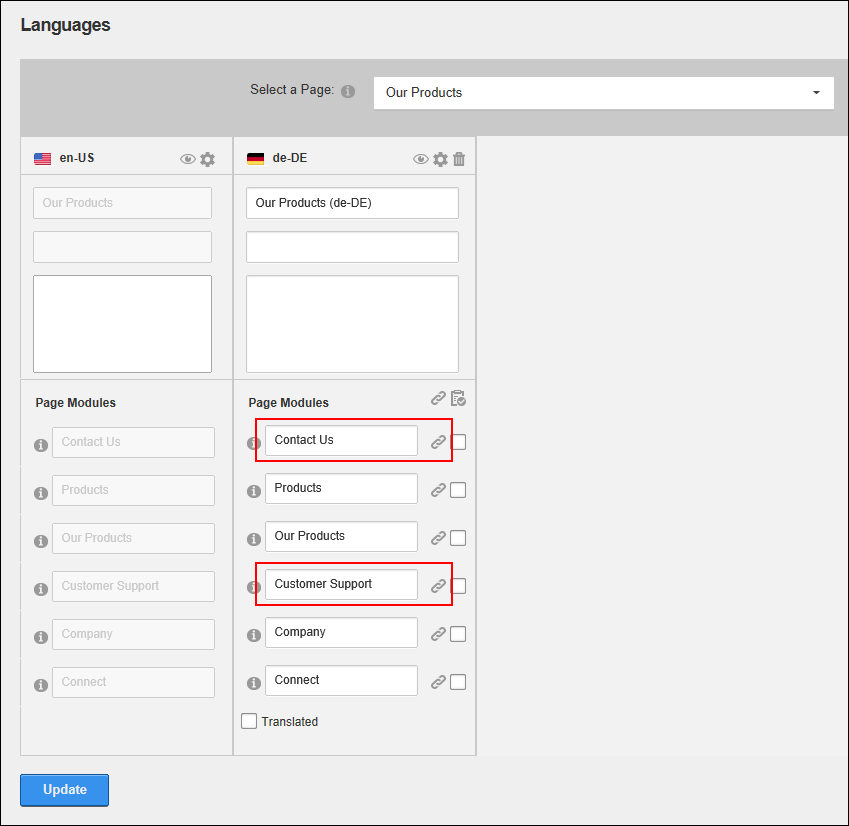 Languages
Select a Page:
Our Products
en-US
de-DE
Our Products
Our Products (de-DE)
Page Modules
Page Modules
Contact Us
Contact Us
Products
Products
Our Products
Our Products
Customer Support
Customer Support
Company
Company
Connect
Connect
Translated
Update